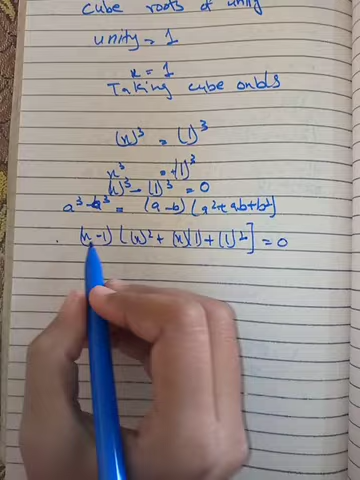 cube roots of unity
unity = 1
x = 1
Taking cube on b/s
(x)³ = (1)³
x³ = (1)³
(x)³ - (1)³ = 0
a³ - b³ = (a-b) (a²+ab+b²]
(x-1) [(x)² + (x)(1) + (1)²] = 0